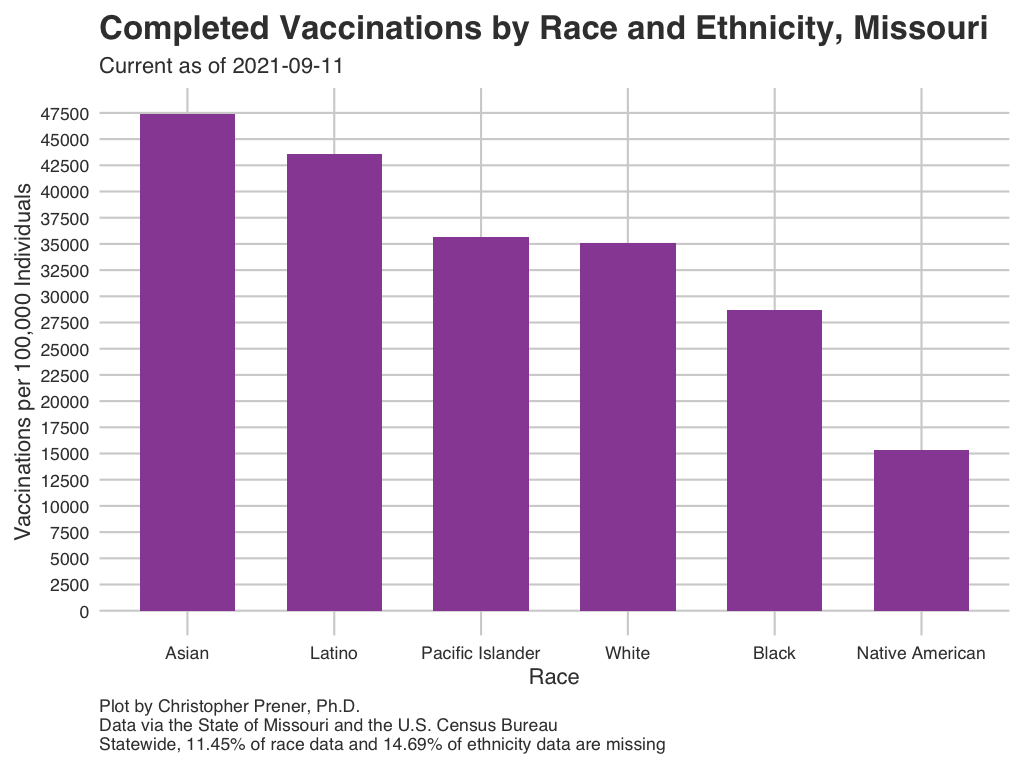 Completed Vaccinations by Race and Ethnicity, Missouri
Current as of 2021-09-11
Vaccinations per 100,000 Individuals
47500
45000
42500
40000
37500
35000
32500
30000
27500
25000
22500
20000
17500
15000
12500
10000
7500
5000
2500
0
Asian Latino Pacific Islander White Black Native American
Race
Plot by Christopher Prener, Ph.D.
Data via the State of Missouri and the U.S. Census Bureau
Statewide, 11.45% of race data and 14.69% of ethnicity data are missing